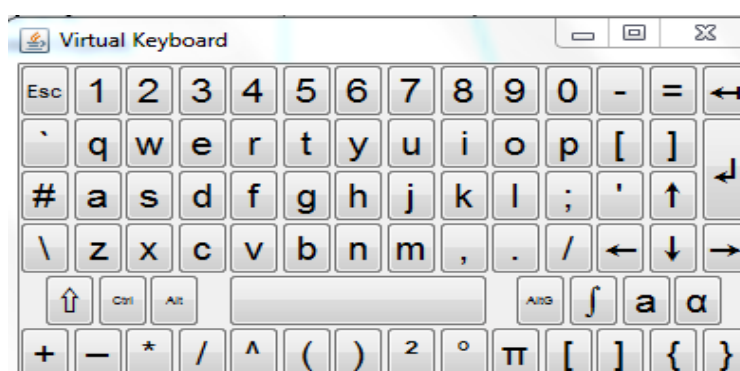 Virtual Keyboard
Esc 1 2 3 4 5 6 7 8 9 0 - = ←
` q w e r t y u i o p [ ]
# a s d f g h j k l ; ' ↑ ↲
\ z x c v b n m , . / ← ↓ →
⇧ Ctrl Alt AltG ∫ a α
+ – * / ^ ( ) ² ° π [ ] { }